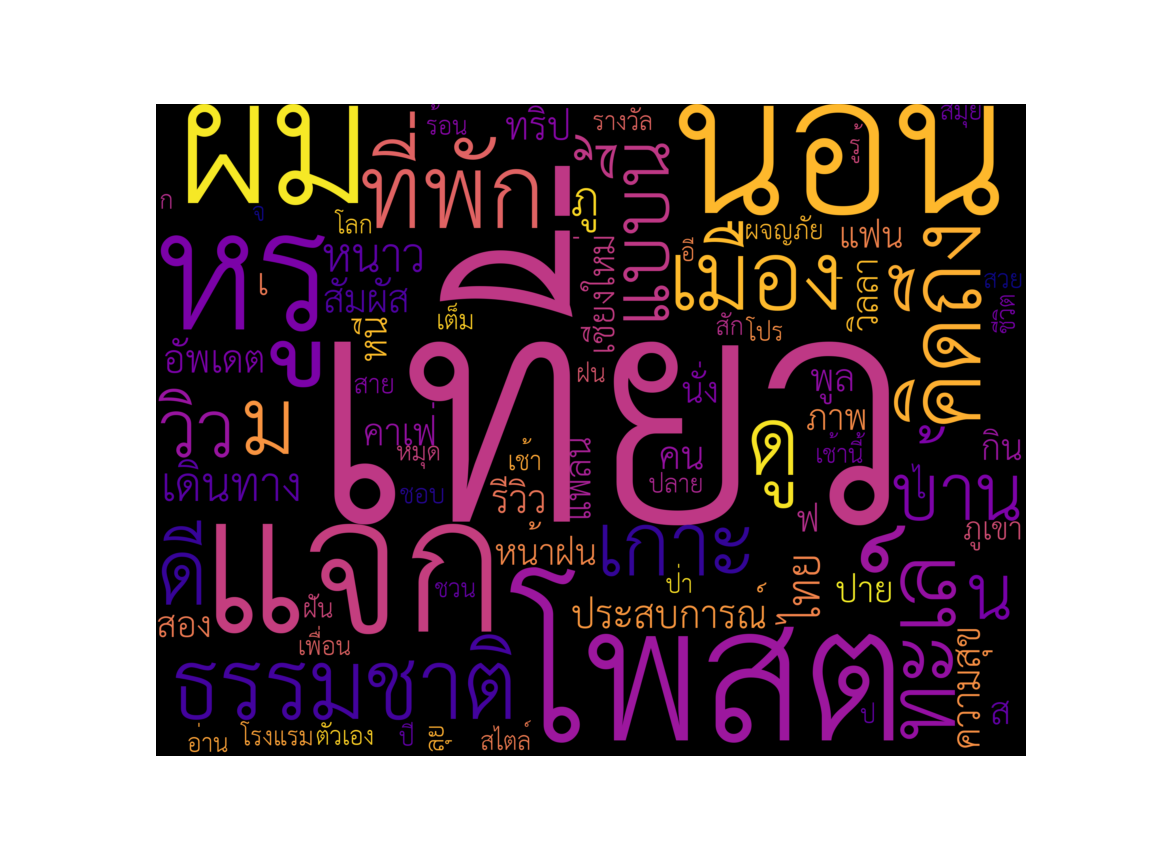 ผม
ร้อน
ทริป
รางวัล
นอน
รู้
สมุย
ที่พัก
ก
จุ
โลก
ภู
นี้
แบบ
ผจญภัย
แฟน
คิดถึง
หรู
เ
หนาว
สัมผัส
เที่ยว
เชียงใหม่
อี
เมือง
วิลลา
สวย
ชีวิต
เต็ม
หิน
สัก
โปร
อัพเดต
สาย
ฝน
นั่ง
พูล
วิว
ม
คาเฟ่
หมุด
ดู
ภาพ
เช้านี้
เช้า
แพลน
คน
ปลาย
กิน
เดินทาง
ชอบ
รีวิว
บ้าน
ฟ
ภูเขา
ดี
แจก
หน้าฝน
เกาะ
ชวน
ป่า
ไทย
ปาย
ทะเล
น
สอง
ฝัน
ประสบการณ์
เพื่อน
ธรรมชาติ
โพสต์
ป
ความสุข
ส
อ่าน
โรงแรม
ตัวเอง
ปี
ลุย
สไตล์